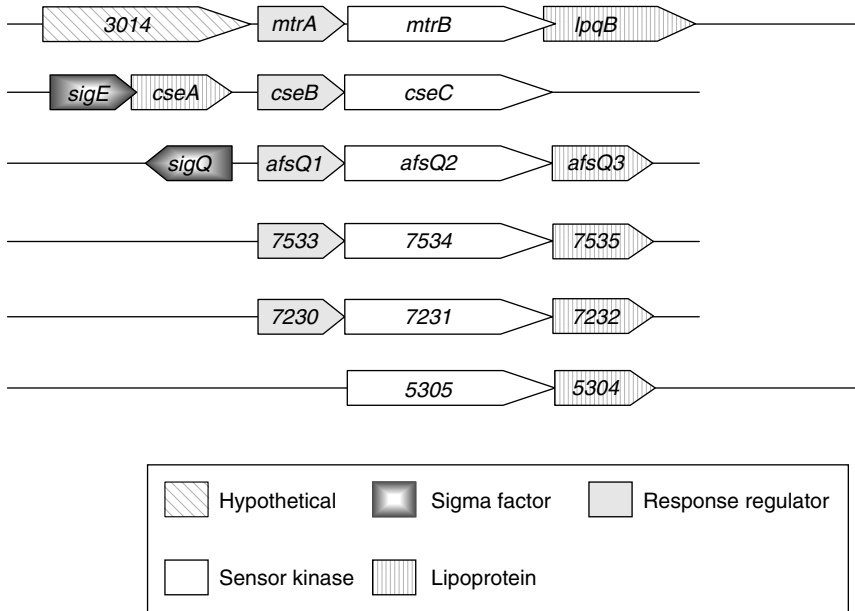 3014 mtrA mtrB lpqB
sigE cseA cseB cseC
sigQ afsQ1 afsQ2 afsQ3
7533 7534 7535
7230 7231 7232
5305 5304
Hypothetical Sigma factor Response regulator
Sensor kinase Lipoprotein